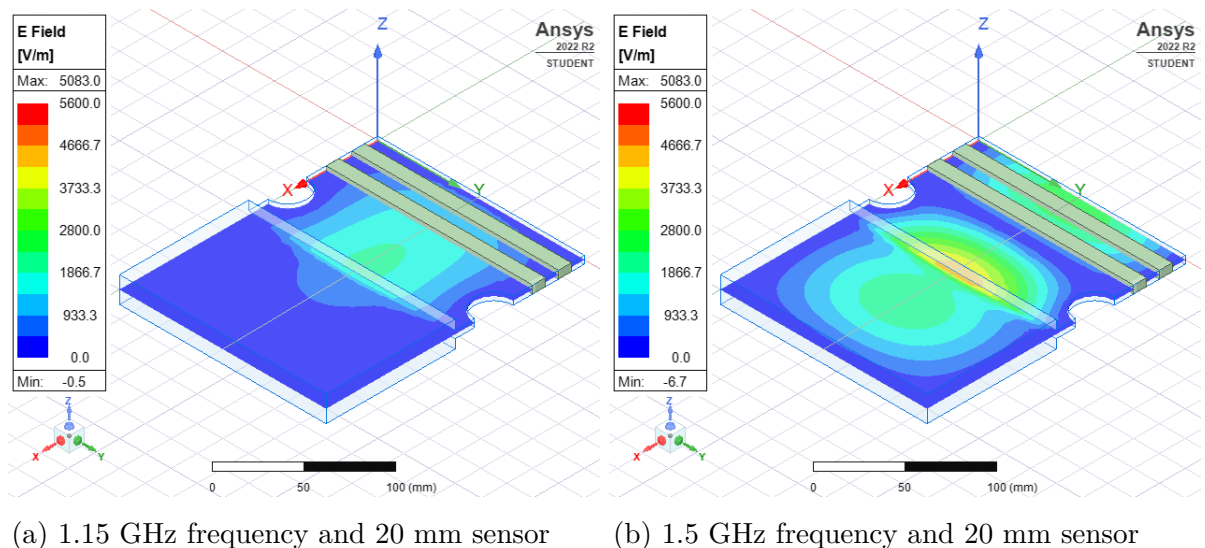 E Field
[V/m]
Max: 5083.0
5600.0
4666.7
3733.3
2800.0
1866.7
933.3
0.0
Min: -0.5
Z
X
Y
Ansys
2022 R2
STUDENT
Z
X
Y
0 50 100 (mm)
(a) 1.15 GHz frequency and 20 mm sensor
E Field
[V/m]
Max: 5083.0
5600.0
4666.7
3733.3
2800.0
1866.7
933.3
0.0
Min: -6.7
Z
X
Y
Ansys
2022 R2
STUDENT
Z
X
Y
0 50 100 (mm)
(b) 1.5 GHz frequency and 20 mm sensor